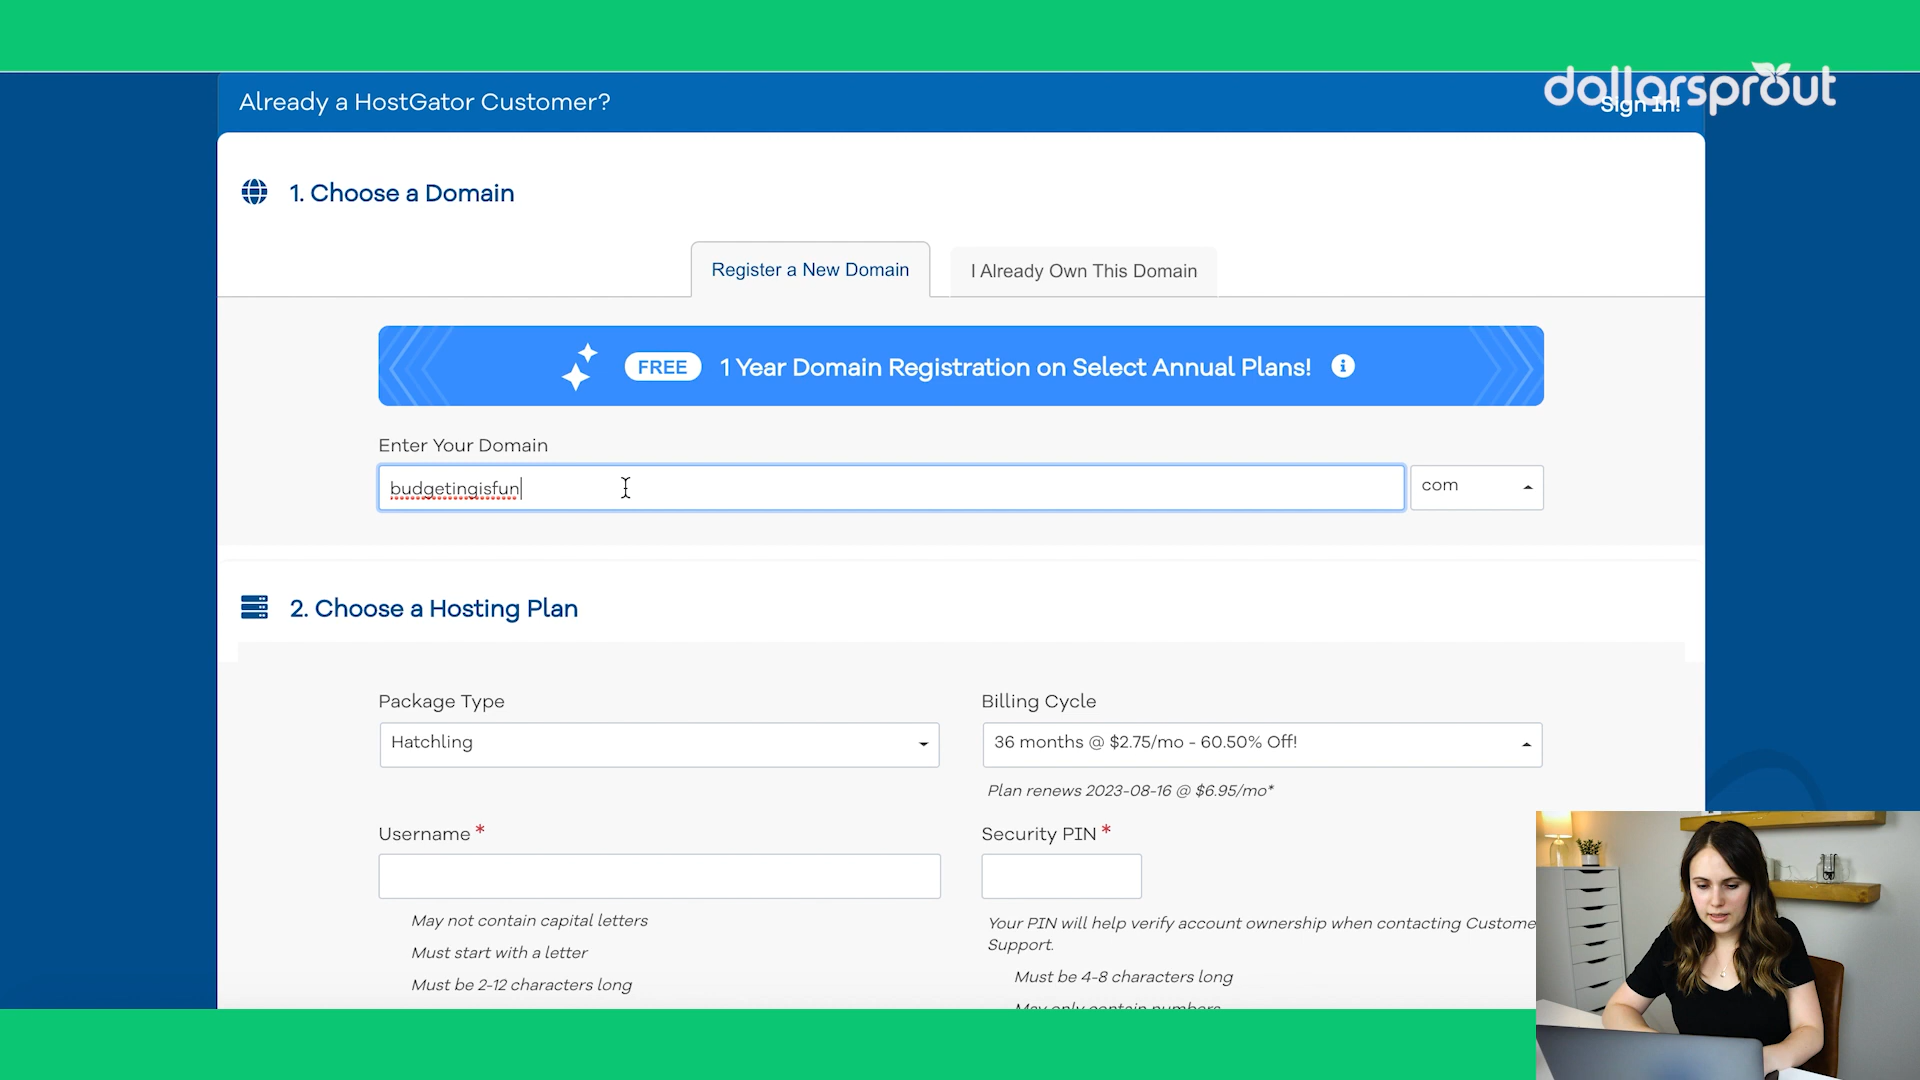 dollarsprout
Already a HostGator Customer?
Sign In!
1. Choose a Domain
Register a New Domain
I Already Own This Domain
FREE 1 Year Domain Registration on Select Annual Plans!
Enter Your Domain
budgetingisfun
com
2. Choose a Hosting Plan
Package Type
Billing Cycle
Hatchling
36 months @ $2.75/mo - 60.50% Off!
Plan renews 2023-08-16 @ $6.95/mo*
Username *
Security PIN *
May not contain capital letters
Must start with a letter
Must be 2-12 characters long
Your PIN will help verify account ownership when contacting Custome
Support.
Must be 4-8 characters long
May only contain numbers